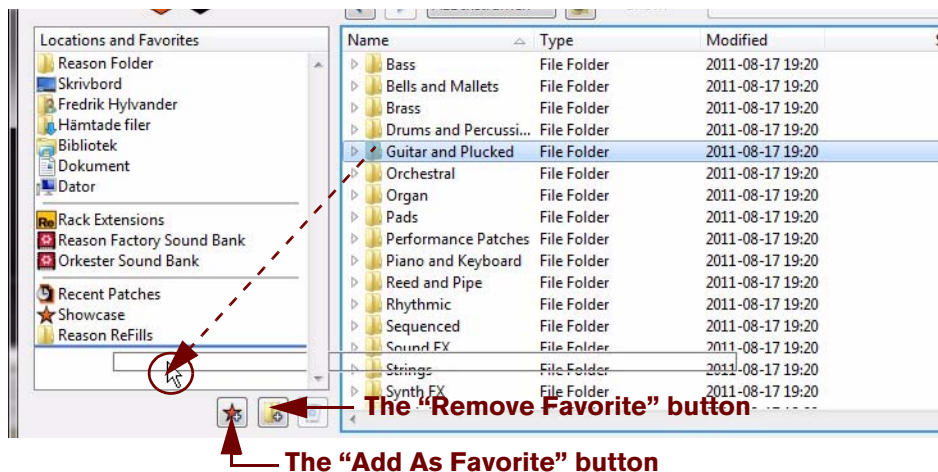 Locations and Favorites
Reason Folder
Skrivbord
Fredrik Hylvander
Hämtade filer
Bibliotek
Dokument
Dator
Re Rack Extensions
Reason Factory Sound Bank
Orkester Sound Bank
Recent Patches
Showcase
Reason ReFills
Name Type Modified
Bass File Folder 2011-08-17 19:20
Bells and Mallets File Folder 2011-08-17 19:20
Brass File Folder 2011-08-17 19:20
Drums and Percussi... File Folder 2011-08-17 19:20
Guitar and Plucked File Folder 2011-08-17 19:20
Orchestral File Folder 2011-08-17 19:20
Organ File Folder 2011-08-17 19:20
Pads File Folder 2011-08-17 19:20
Performance Patches File Folder 2011-08-17 19:20
Piano and Keyboard File Folder 2011-08-17 19:20
Reed and Pipe File Folder 2011-08-17 19:20
Rhythmic File Folder 2011-08-17 19:20
Sequenced File Folder 2011-08-17 19:20
Sound FX File Folder 2011-08-17 19:20
Strings File Folder 2011-08-17 19:20
Synth FX File Folder 2011-08-17 19:20
The “Remove Favorite” button
The “Add As Favorite” button